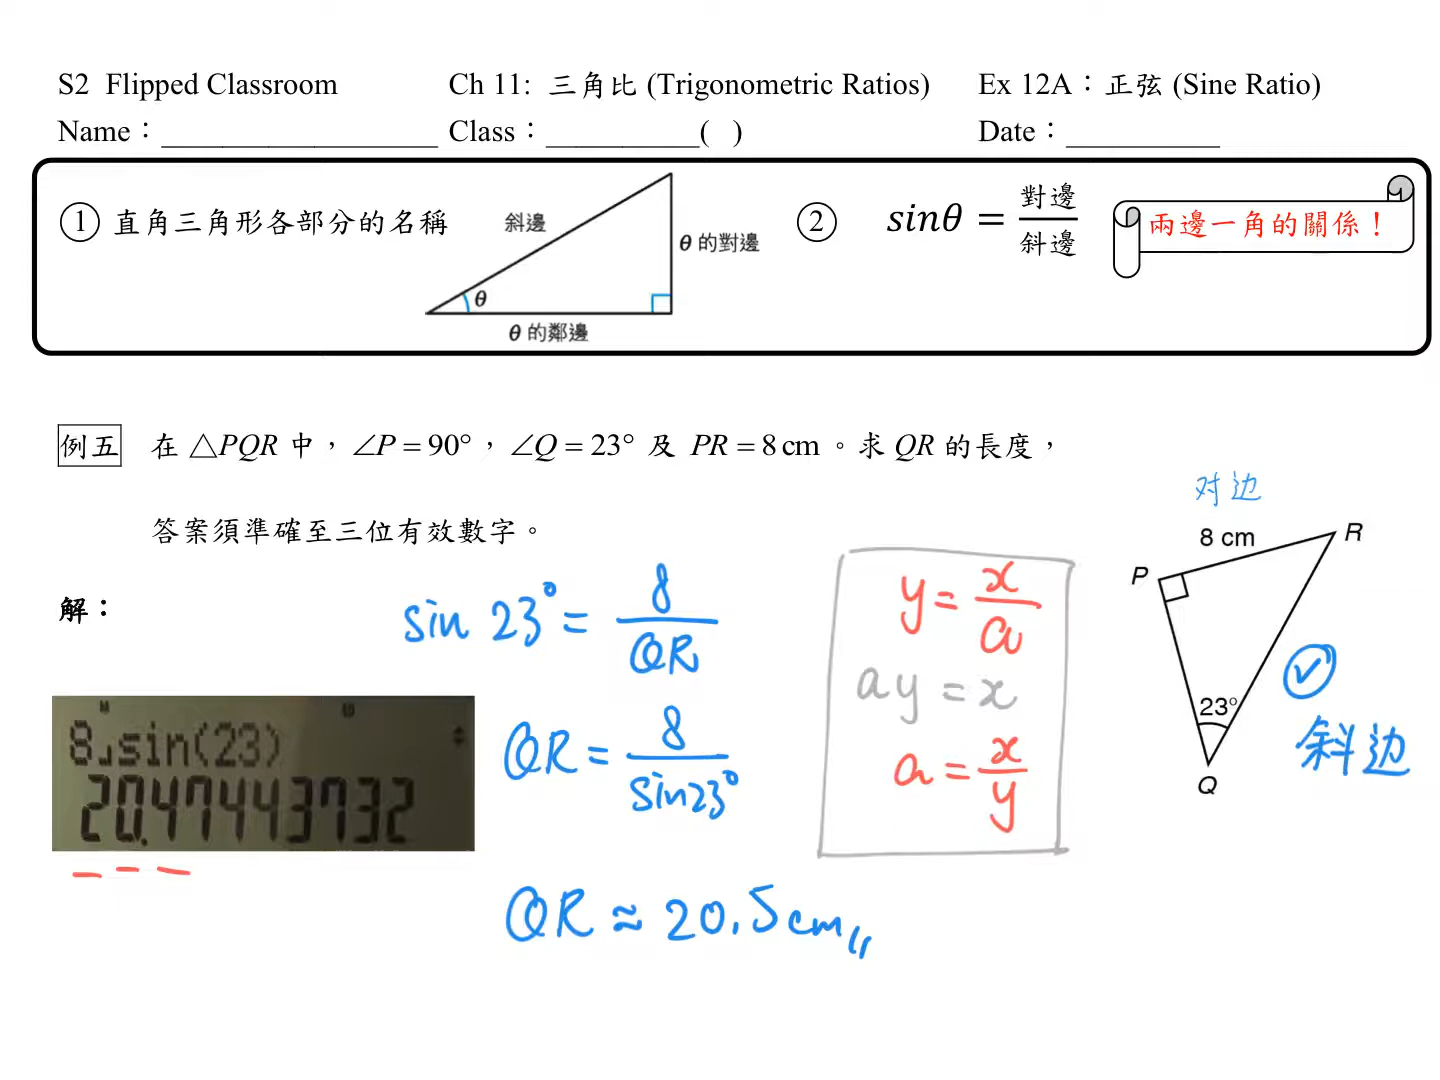 S2 Flipped Classroom Ch 11: 三角比 (Trigonometric Ratios) Ex 12A：正弦 (Sine Ratio)
Name：__________________ Class：__________( ) Date：__________
① 直角三角形各部分的名稱
斜邊
θ 的對邊
θ
θ 的鄰邊
② sinθ = 對邊/斜邊
兩邊一角的關係！
例五 在 △PQR 中，∠P = 90°，∠Q = 23° 及 PR = 8 cm。求 QR 的長度，
答案須準確至三位有效數字。
解：
对边
8 cm
R
P
23°
Q
斜边
sin 23° = 8/QR
QR = 8/sin23°
QR ≈ 20.5cm
y = x/a
ay = x
a = x/y
M D
8⌟sin(23)
20.47443732